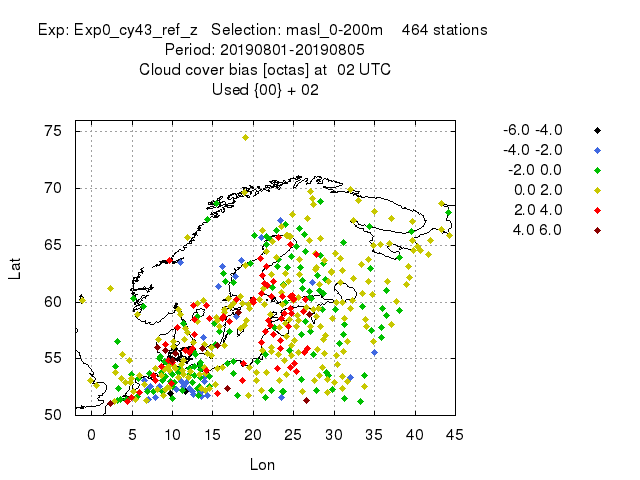 Exp: Exp0_cy43_ref_z Selection: masl_0-200m 464 stations
Period: 20190801-20190805
Cloud cover bias [octas] at 02 UTC
Used {00} + 02
75
70
65
60
55
50
Lat
0 5 10 15 20 25 30 35 40 45
Lon
-6.0 -4.0
-4.0 -2.0
-2.0 0.0
0.0 2.0
2.0 4.0
4.0 6.0